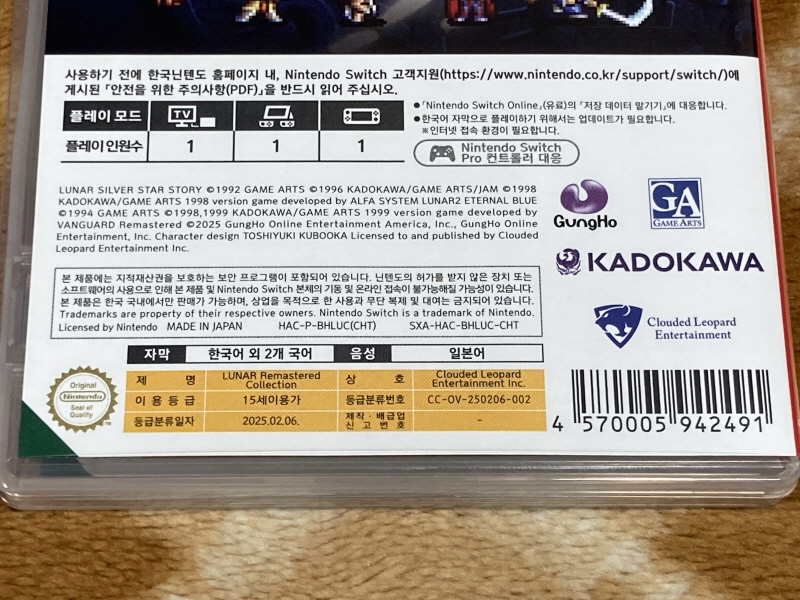 사용하기 전에 한국닌텐도 홈페이지 내, Nintendo Switch 고객지원(https://www.nintendo.co.kr/support/switch/)에
게시된 「안전을 위한 주의사항(PDF)」을 반드시 읽어 주십시오.
플레이 모드 TV
플레이 인원수 1 1 1
●「Nintendo Switch Online」(유료)의 「저장 데이터 맡기기」에 대응합니다.
●한국어 자막으로 플레이하기 위해서는 업데이트가 필요합니다.
※인터넷 접속 환경이 필요합니다.
Nintendo Switch
Pro 컨트롤러 대응
LUNAR SILVER STAR STORY ©1992 GAME ARTS ©1996 KADOKAWA/GAME ARTS/JAM ©1998
KADOKAWA/GAME ARTS 1998 version game developed by ALFA SYSTEM LUNAR2 ETERNAL BLUE
©1994 GAME ARTS ©1998,1999 KADOKAWA/GAME ARTS 1999 version game developed by
VANGUARD Remastered ©2025 GungHo Online Entertainment America, Inc., GungHo Online
Entertainment, Inc. Character design TOSHIYUKI KUBOOKA Licensed to and published by Clouded
Leopard Entertainment Inc.
GungHo
GA
GAME ARTS
KADOKAWA
Clouded Leopard
Entertainment
본 제품에는 지적재산권을 보호하는 보안 프로그램이 포함되어 있습니다. 닌텐도의 허가를 받지 않은 장치 또는
소프트웨어의 사용으로 인해 본 제품 및 Nintendo Switch 본체의 기동 및 온라인 접속이 불가능해질 가능성이 있습니다.
본 제품은 한국 국내에서만 판매가 가능하며, 상업을 목적으로 한 사용과 무단 복제 및 대여는 금지되어 있습니다.
Trademarks are property of their respective owners. Nintendo Switch is a trademark of Nintendo.
Licensed by Nintendo MADE IN JAPAN HAC-P-BHLUC(CHT) SXA-HAC-BHLUC-CHT
자막 한국어 외 2개 국어 음성 일본어
제 명 LUNAR Remastered Collection 상 호 Clouded Leopard Entertainment Inc.
이용등급 15세이용가 등급분류번호 CC-OV-250206-002
등급분류일자 2025.02.06. 제작·배급업 신고번호 -
Original
Nintendo
Seal of
Quality
4 570005 942491